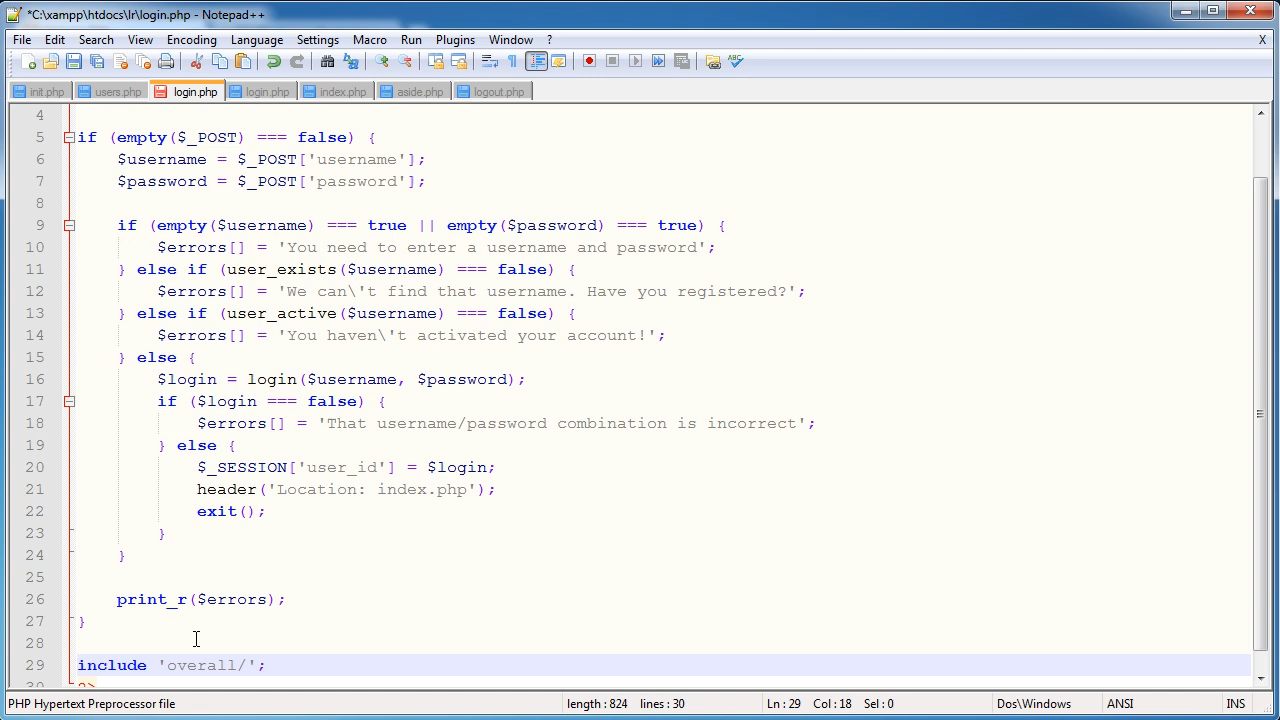 *C:\xampp\htdocs\lr\login.php - Notepad++
File Edit Search View Encoding Language Settings Macro Run Plugins Window ? X
init.php users.php login.php login.php index.php aside.php logout.php
4
5 if (empty($_POST) === false) {
6 $username = $_POST['username'];
7 $password = $_POST['password'];
8
9 if (empty($username) === true || empty($password) === true) {
10 $errors[] = 'You need to enter a username and password';
11 } else if (user_exists($username) === false) {
12 $errors[] = 'We can\'t find that username. Have you registered?';
13 } else if (user_active($username) === false) {
14 $errors[] = 'You haven\'t activated your account!';
15 } else {
16 $login = login($username, $password);
17 if ($login === false) {
18 $errors[] = 'That username/password combination is incorrect';
19 } else {
20 $_SESSION['user_id'] = $login;
21 header('Location: index.php');
22 exit();
23 }
24 }
25
26 print_r($errors);
27 }
28
29 include 'overall/';
30 ?>
PHP Hypertext Preprocessor file length : 824 lines : 30 Ln : 29 Col : 18 Sel : 0 Dos\Windows ANSI INS